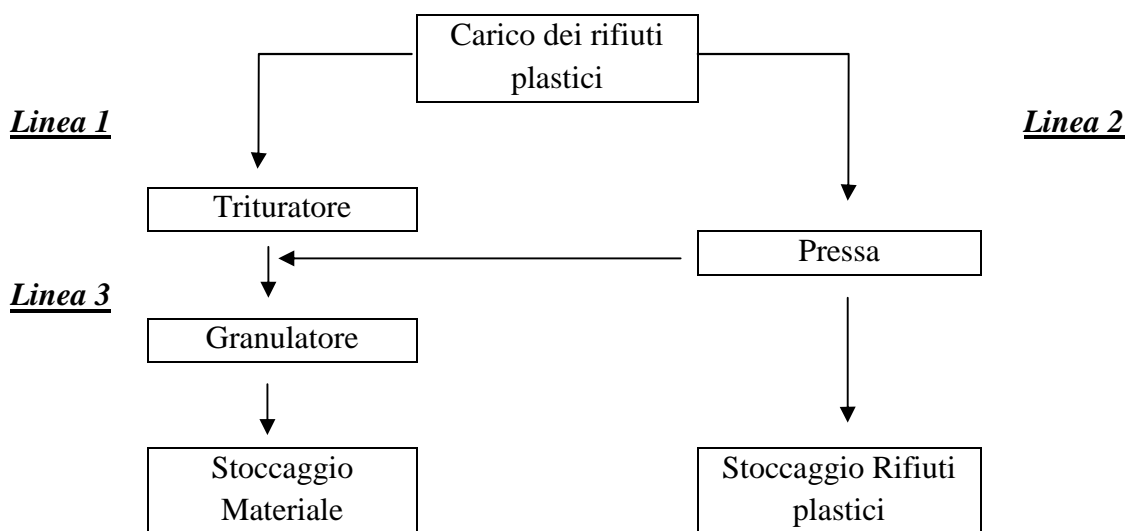 Carico dei rifiuti
plastici
Linea 1
Linea 2
Trituratore
Pressa
Linea 3
Granulatore
Stoccaggio
Materiale
Stoccaggio Rifiuti
plastici